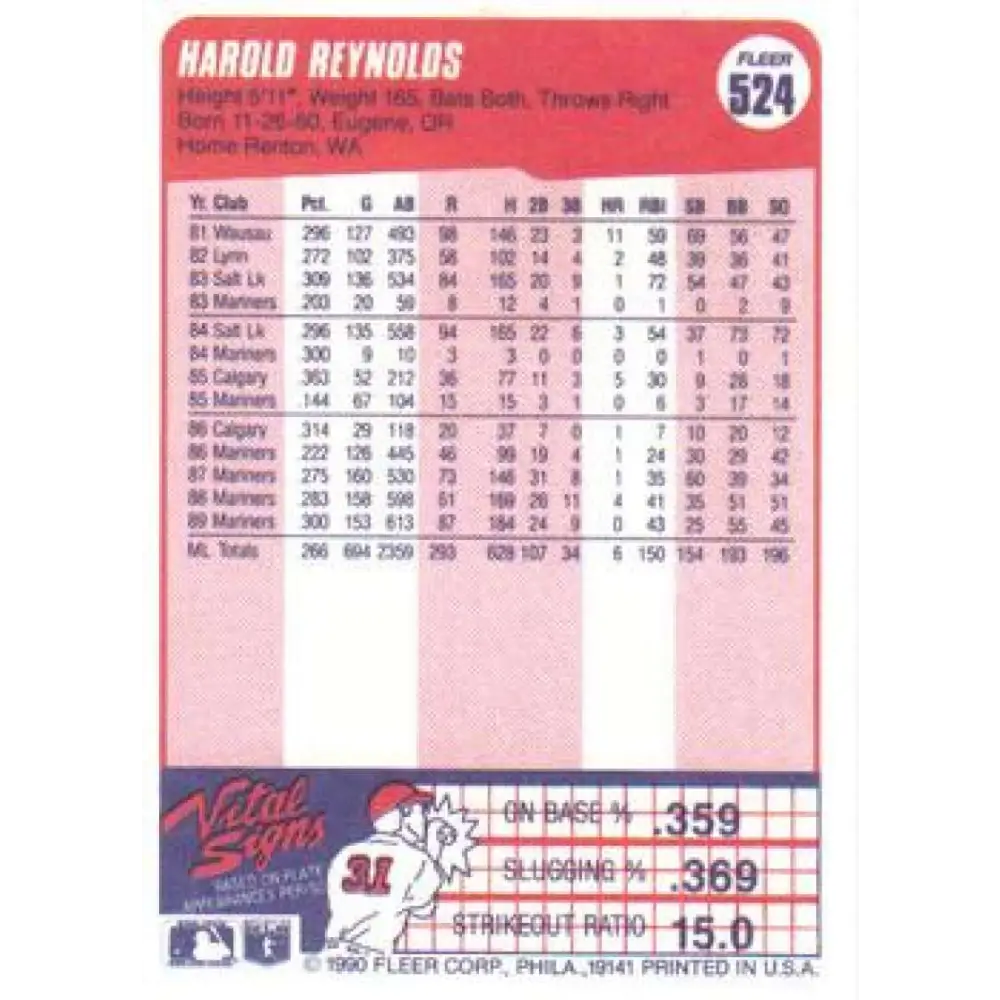 HAROLD REYNOLDS
FLEER
524
Height 5'11", Weight 165, Bats Both, Throws Right
Born 11-26-60, Eugene, OR
Home Renton, WA
Yr. Club Pct. G AB R H 2B 3B HR RBI SB BB SO
81 Wausau .296 127 493 98 146 23 3 11 59 69 56 47
82 Lynn .272 102 375 58 102 14 4 2 48 39 36 41
83 Salt Lk .309 136 534 84 165 20 9 1 72 54 47 43
83 Mariners .203 20 59 8 12 4 1 0 1 0 2 9
84 Salt Lk .296 135 558 94 165 22 6 3 54 37 73 72
84 Mariners .300 9 10 3 3 0 0 0 0 1 0 1
85 Calgary .363 52 212 36 77 11 3 5 30 9 28 18
85 Mariners .144 67 104 15 15 3 1 0 6 3 17 14
86 Calgary .314 29 118 20 37 7 0 1 7 10 20 12
86 Mariners .222 126 445 46 99 19 4 1 24 30 29 42
87 Mariners .275 160 530 73 146 31 8 1 35 60 39 34
88 Mariners .283 158 598 61 169 26 11 4 41 35 51 51
89 Mariners .300 153 613 87 184 24 9 0 43 25 55 45
ML Totals .266 694 2359 293 628 107 34 6 150 154 193 196
Vital
Signs
BASED ON PLATE
APPEARANCES PER
31
ON BASE % .359
SLUGGING % .369
STRIKEOUT RATIO 15.0
© 1990 FLEER CORP., PHILA., 19141 PRINTED IN U.S.A.